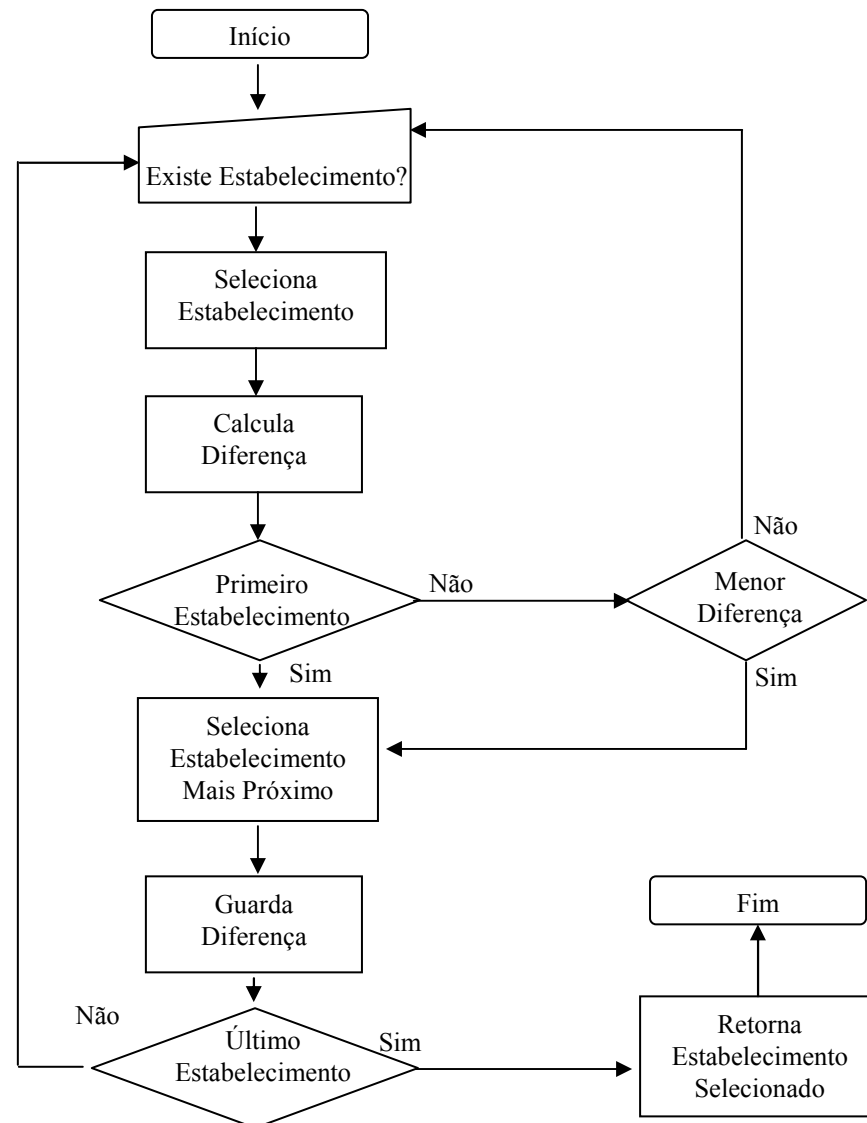 Início
Existe Estabelecimento?
Seleciona
Estabelecimento
Calcula
Diferença
Primeiro
Estabelecimento
Não
Menor
Diferença
Não
Sim
Sim
Seleciona
Estabelecimento
Mais Próximo
Guarda
Diferença
Não
Último
Estabelecimento
Sim
Retorna
Estabelecimento
Selecionado
Fim